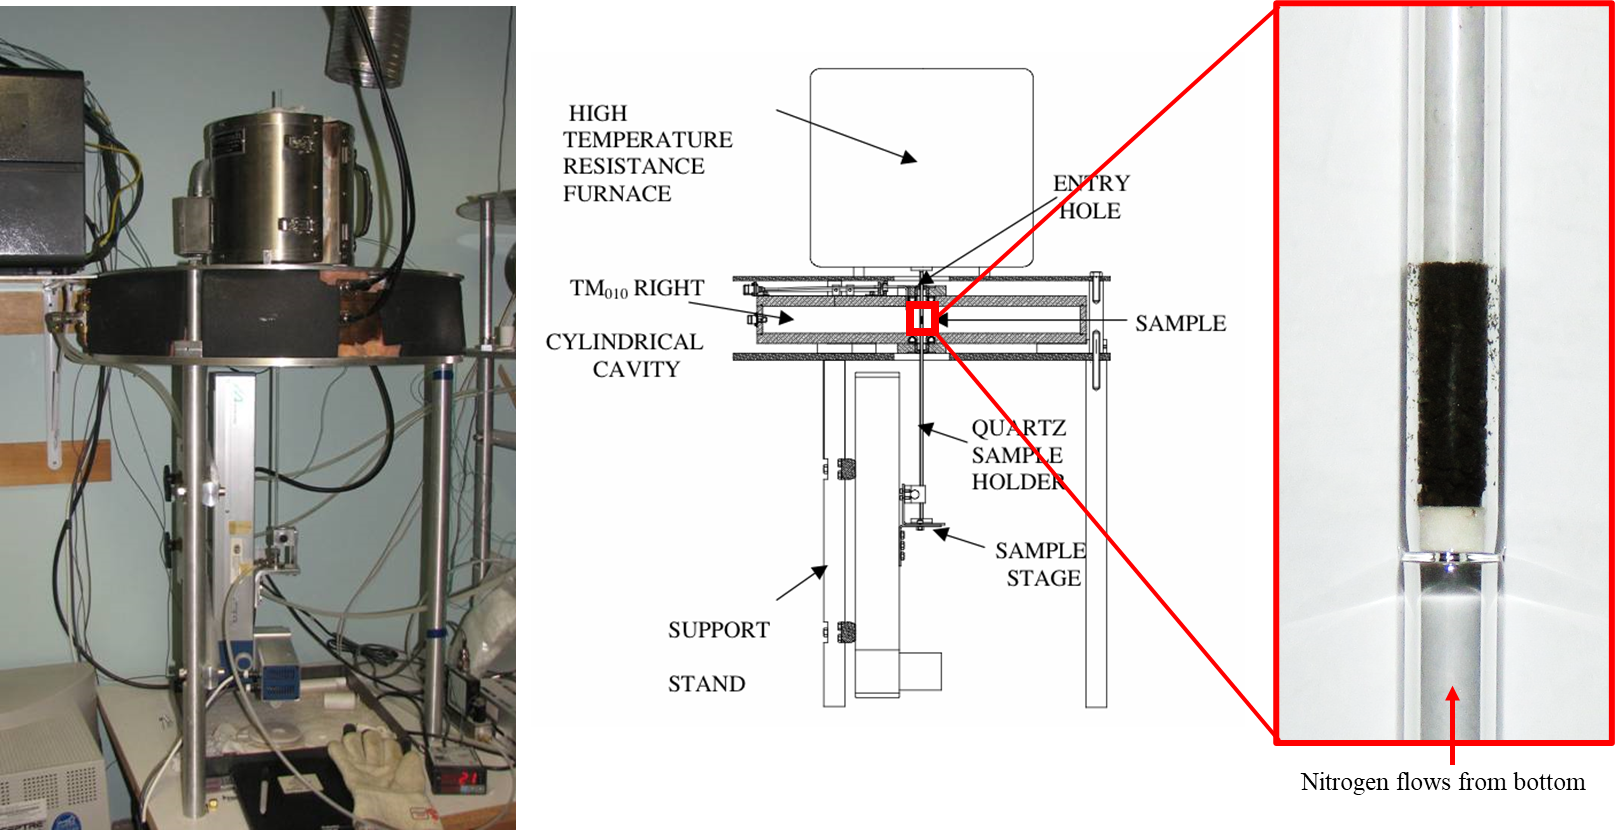 HIGH
TEMPERATURE
RESISTANCE
FURNACE
ENTRY
HOLE
TM010 RIGHT
CYLINDRICAL
CAVITY
SAMPLE
QUARTZ
SAMPLE
HOLDER
SAMPLE
STAGE
SUPPORT
STAND
Nitrogen flows from bottom
21